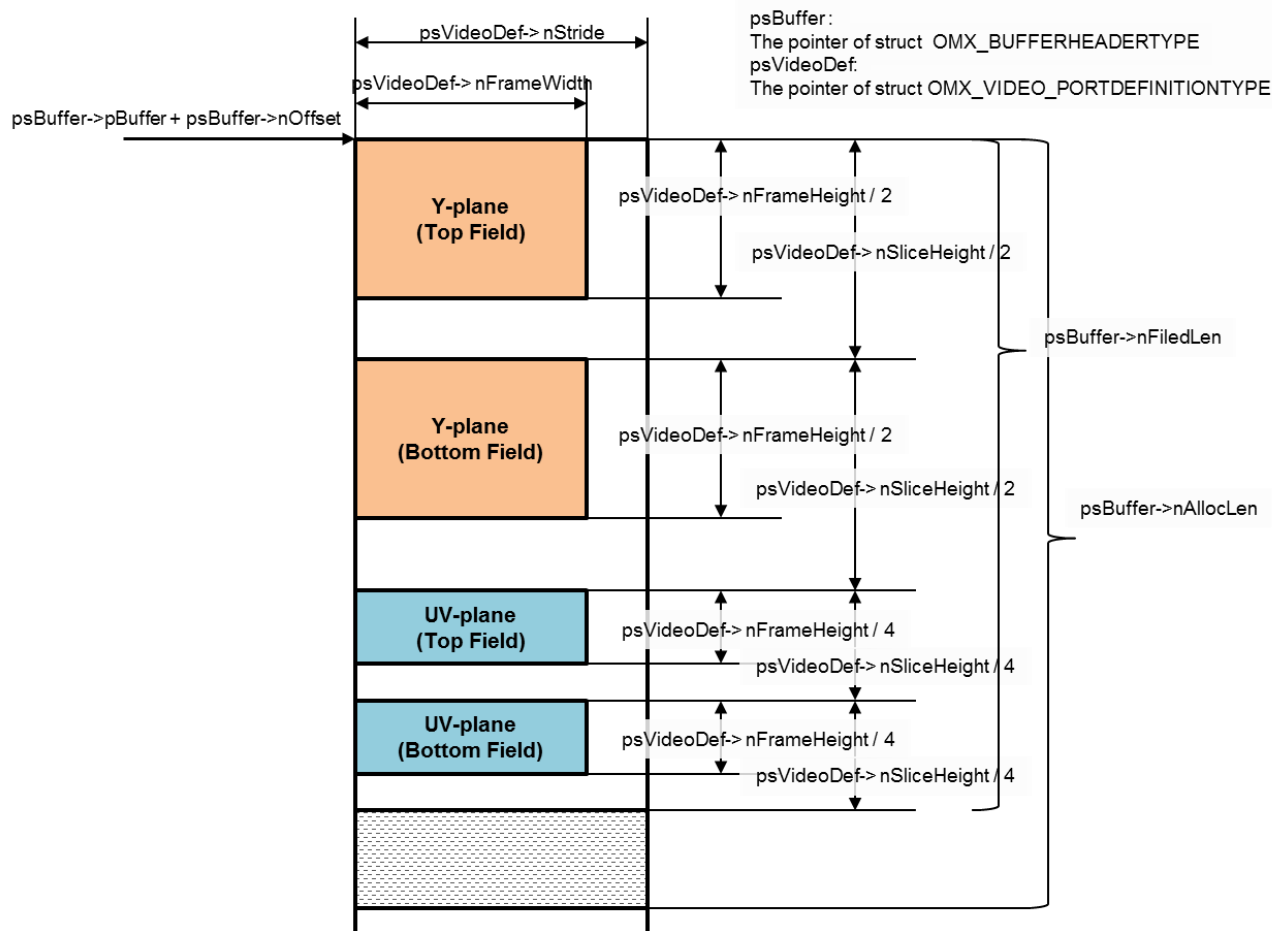 psVideoDef-> nStride
psBuffer:
The pointer of struct OMX_BUFFERHEADERTYPE
psVideoDef:
The pointer of struct OMX_VIDEO_PORTDEFINITIONTYPE
psVideoDef-> nFrameWidth
psBuffer->pBuffer + psBuffer->nOffset
Y-plane
(Top Field)
psVideoDef-> nFrameHeight / 2
psVideoDef-> nSliceHeight / 2
psBuffer->nFiledLen
Y-plane
(Bottom Field)
psVideoDef-> nFrameHeight / 2
psVideoDef-> nSliceHeight / 2
psBuffer->nAllocLen
UV-plane
(Top Field)
psVideoDef-> nFrameHeight / 4
psVideoDef-> nSliceHeight / 4
UV-plane
(Bottom Field)
psVideoDef-> nFrameHeight / 4
psVideoDef-> nSliceHeight / 4